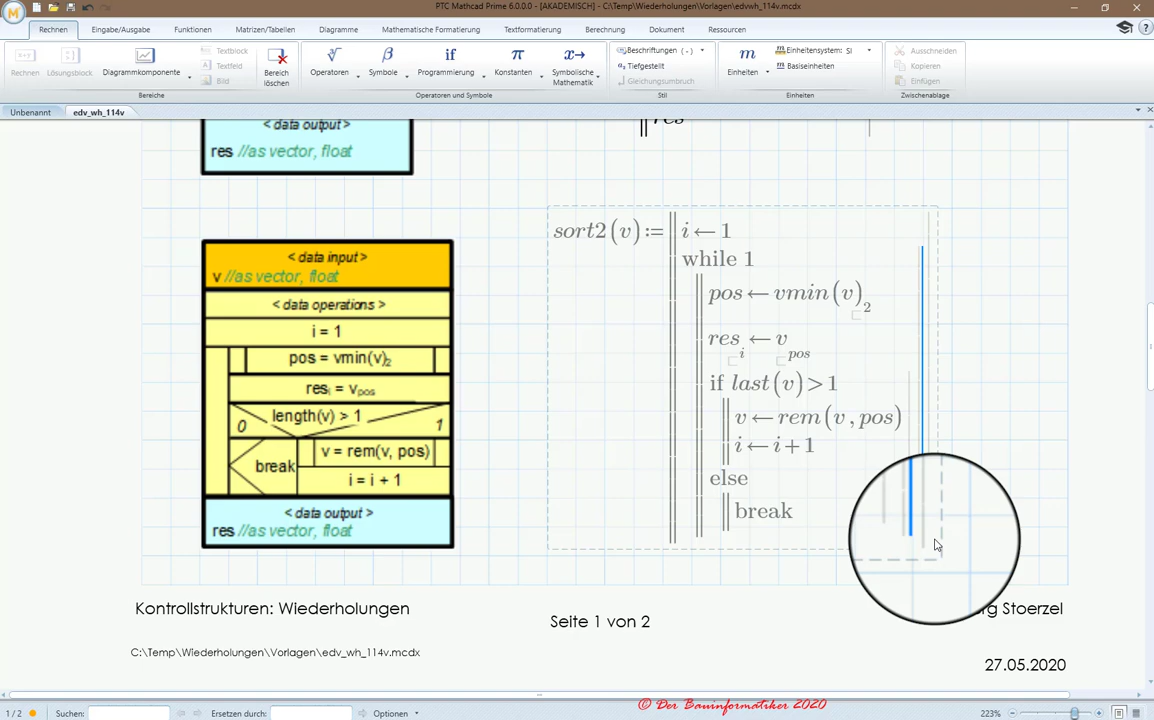 PTC Mathcad Prime 6.0.0.0 - [AKADEMISCH] - C:\Temp\Wiederholungen\Vorlagen\edvwh_114v.mcdx
Rechnen Eingabe/Ausgabe Funktionen Matrizen/Tabellen Diagramme Mathematische Formatierung Textformatierung Berechnung Dokument Ressourcen
Rechnen Lösungsblock Diagrammkomponente Textblock Textfeld Bild Bereich löschen
Operatoren Symbole Programmierung Konstanten Symbolische Mathematik
Beschriftungen ( - ) Tiefgestellt Gleichungsumbruch
Einheiten Einheitensystem: SI Basiseinheiten
Ausschneiden Kopieren Einfügen
Bereiche Operatoren und Symbole Stil Einheiten Zwischenablage
Unbenannt edv_wh_114v
< data output >
res //as vector, float
res
< data input >
v //as vector, float
< data operations >
i = 1
pos = vmin(v)2
resi = vpos
length(v) > 1
0 1
break
v = rem(v, pos)
i = i + 1
< data output >
res //as vector, float
sort2(v):= i←1
while 1
pos←vmin(v)2
resi←vpos
if last(v)>1
v←rem(v,pos)
i←i+1
else
break
Kontrollstrukturen: Wiederholungen
Seite 1 von 2
g Stoerzel
C:\Temp\Wiederholungen\Vorlagen\edv_wh_114v.mcdx
27.05.2020
© Der Bauinformatiker 2020
1 / 2 Suchen: Ersetzen durch: Optionen 223%